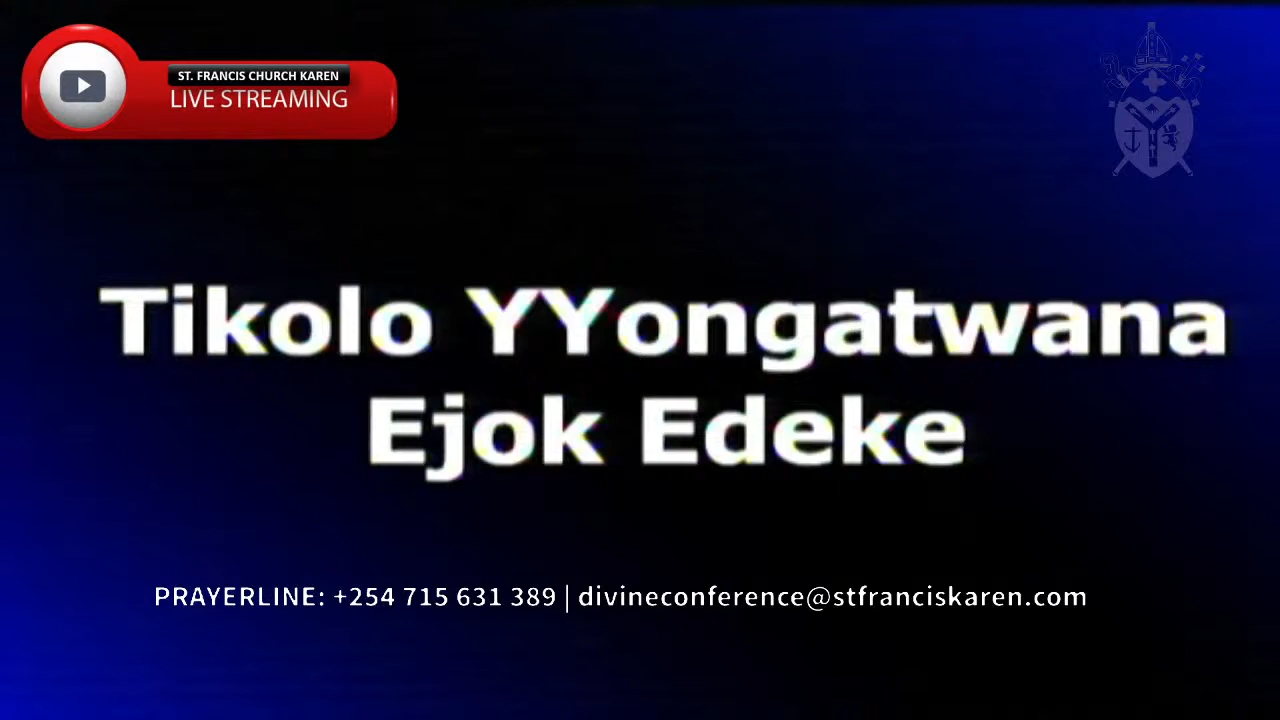 ST. FRANCIS CHURCH KAREN
LIVE STREAMING
Tikolo YYongatwana
Ejok Edeke
PRAYERLINE: +254 715 631 389 | divineconference@stfranciskaren.com